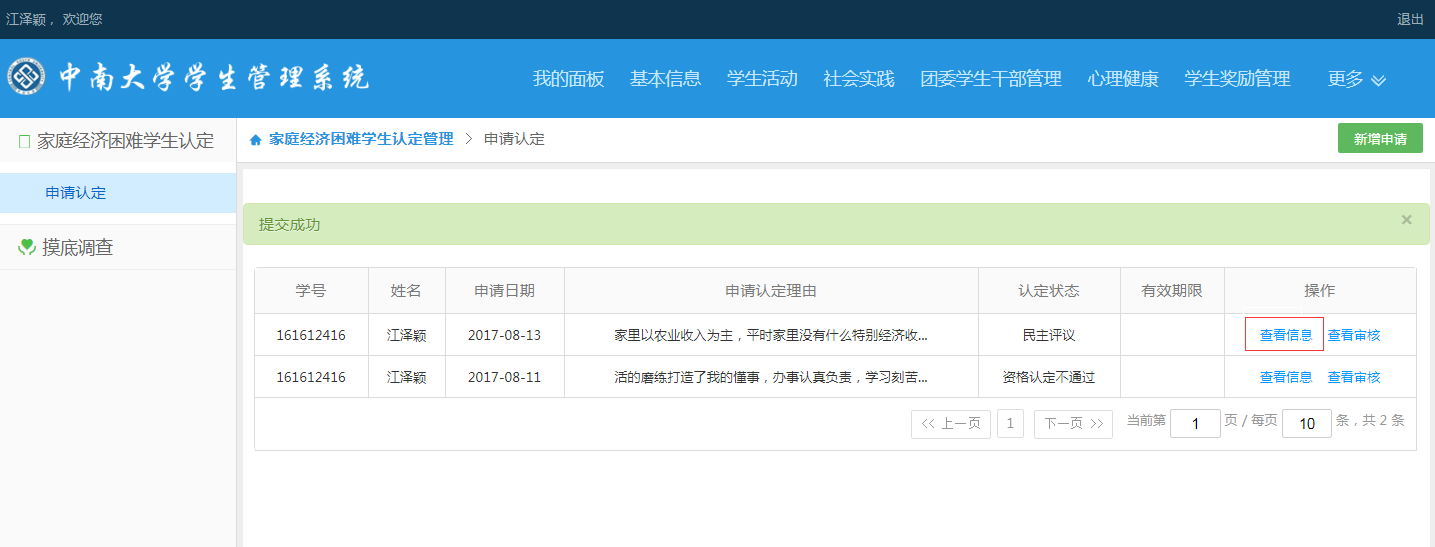 江泽颖， 欢迎您 退出
中南大学学生管理系统 我的面板 基本信息 学生活动 社会实践 团委学生干部管理 心理健康 学生奖励管理 更多
家庭经济困难学生认定
家庭经济困难学生认定管理 > 申请认定 新增申请
申请认定
摸底调查
提交成功 ×
学号 姓名 申请日期 申请认定理由 认定状态 有效期限 操作
161612416 江泽颖 2017-08-13 家里以农业收入为主，平时家里没有什么特别经济收... 民主评议 查看信息 查看审核
161612416 江泽颖 2017-08-11 活的磨练打造了我的懂事，办事认真负责，学习刻苦... 资格认定不通过 查看信息 查看审核
<< 上一页 1 下一页 >> 当前第 1 页 / 每页 10 条，共 2 条